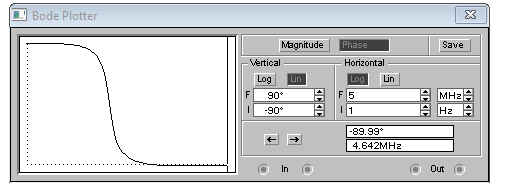 Bode Plotter
Magnitude Phase Save
Vertical Horizontal
Log Lin Log Lin
F 90° F 5 MHz
I -90° I 1 Hz
← → -89.99°
4.642MHz
In Out